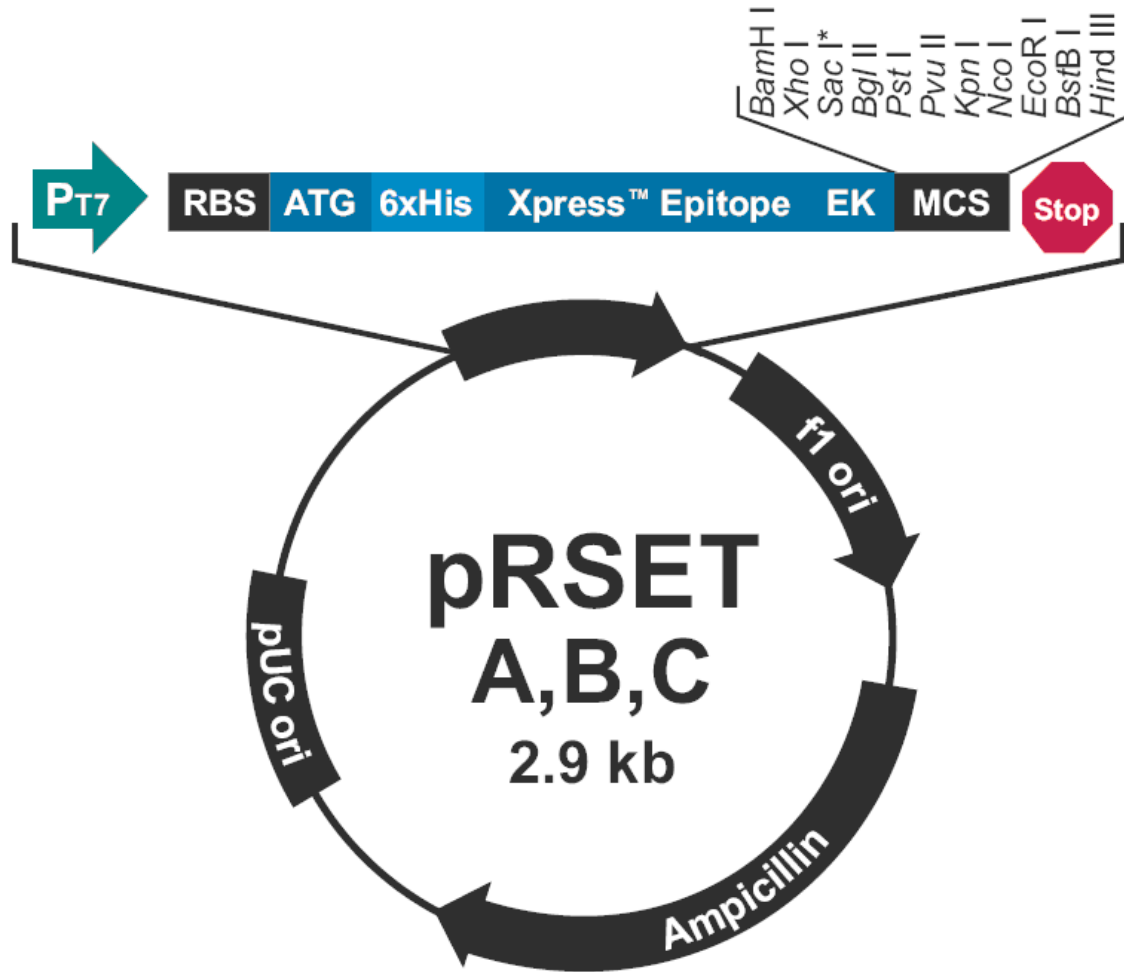 BamH I
Xho I
Sac I*
Bgl II
Pst I
Pvu II
Kpn I
Nco I
EcoR I
BstB I
Hind III
PT7
RBS
ATG
6xHis
Xpress™ Epitope
EK
MCS
Stop
f1 ori
pRSET
A,B,C
2.9 kb
pUC ori
Ampicillin